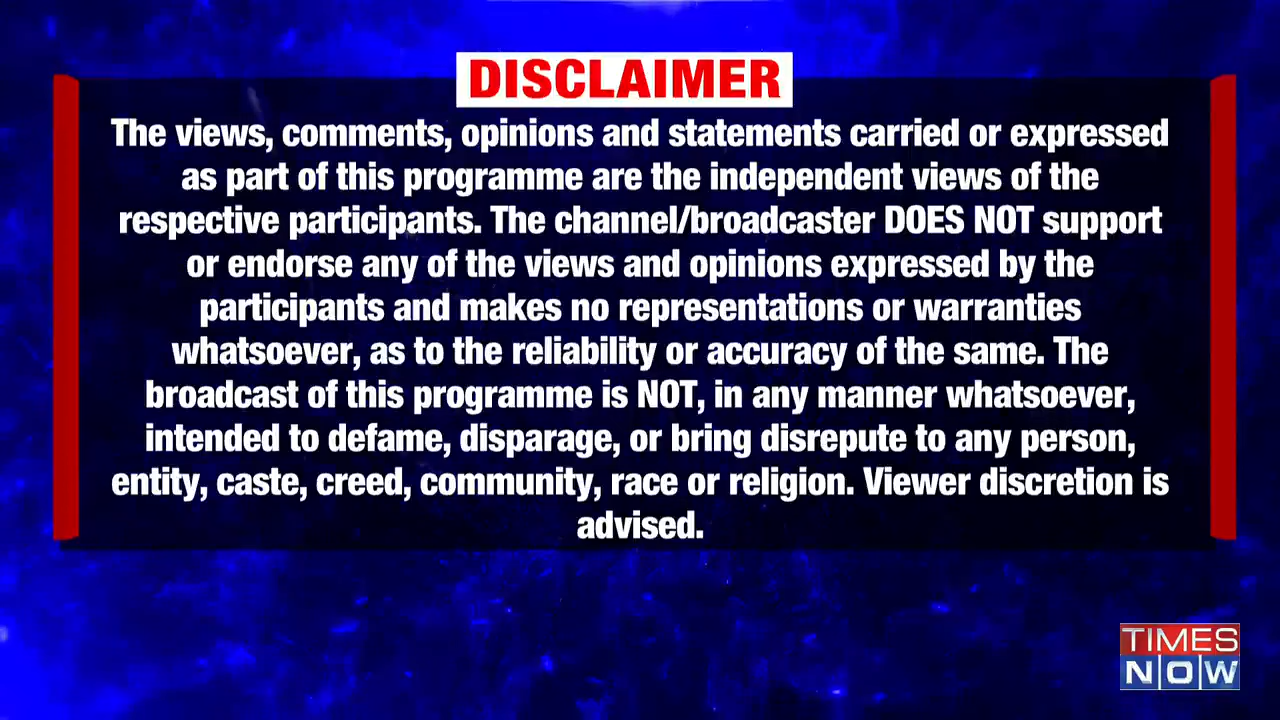 DISCLAIMER
The views, comments, opinions and statements carried or expressed
as part of this programme are the independent views of the
respective participants. The channel/broadcaster DOES NOT support
or endorse any of the views and opinions expressed by the
participants and makes no representations or warranties
whatsoever, as to the reliability or accuracy of the same. The
broadcast of this programme is NOT, in any manner whatsoever,
intended to defame, disparage, or bring disrepute to any person,
entity, caste, creed, community, race or religion. Viewer discretion is
advised.
TIMES
NOW